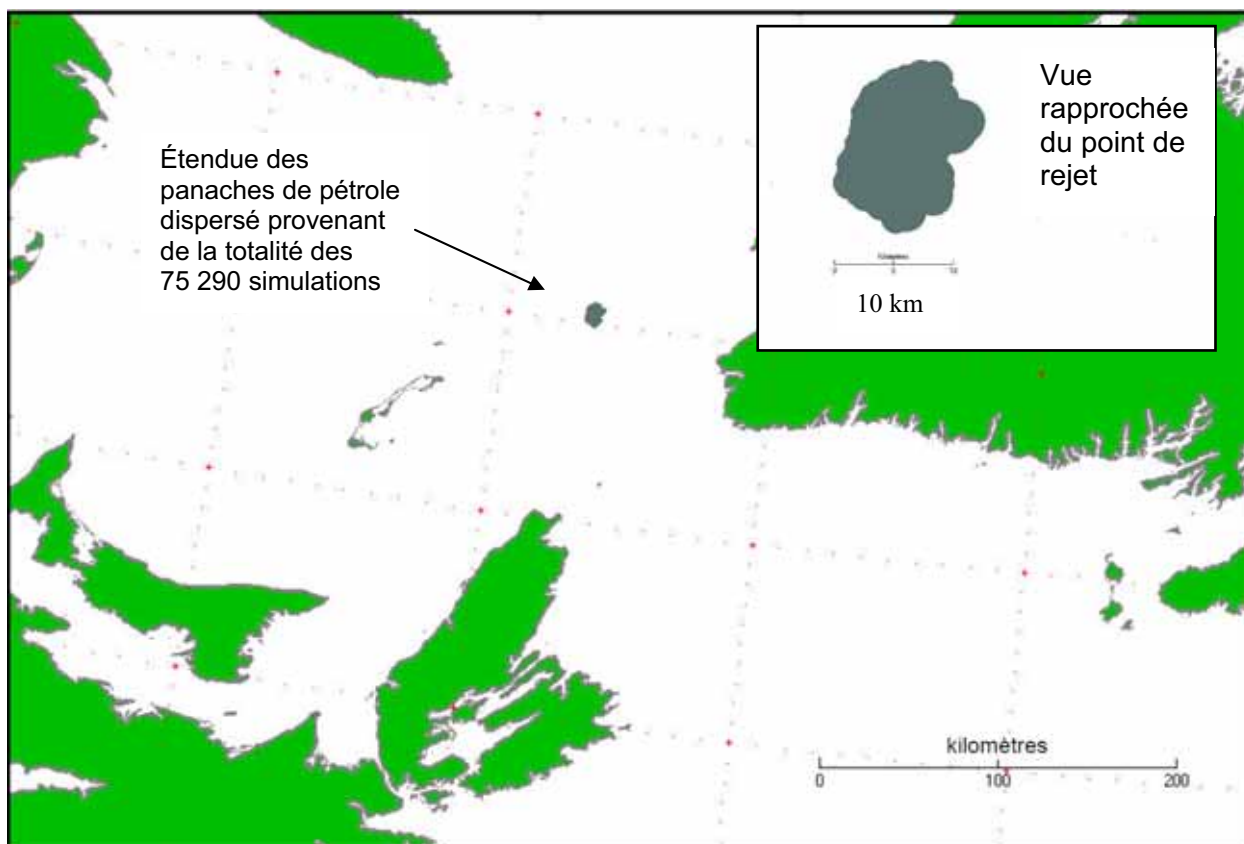 Étendue des
panaches de pétrole
dispersé provenant
de la totalité des
75 290 simulations
Vue
rapprochée
du point de
rejet
10 km
kilomètres
0 100 200